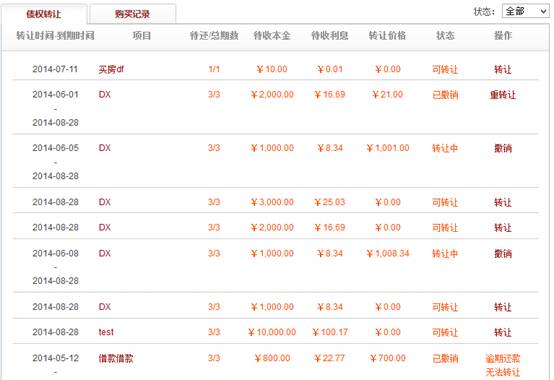 债权转让 购买记录 状态： 全部
转让时间-到期时间 项目 待还/总期数 待收本金 待收利息 转让价格 状态 操作
2014-07-11 买房df 1/1 ￥10.00 ￥0.01 ￥0.00 可转让 转让
2014-06-01
-
2014-08-28 DX 3/3 ￥2,000.00 ￥16.69 ￥21.00 已撤销 重转让
2014-06-05
-
2014-08-28 DX 3/3 ￥1,000.00 ￥8.34 ￥1,001.00 转让中 撤销
2014-08-28 DX 3/3 ￥3,000.00 ￥25.03 ￥0.00 可转让 转让
2014-08-28 DX 3/3 ￥2,000.00 ￥16.69 ￥0.00 可转让 转让
2014-06-08
-
2014-08-28 DX 3/3 ￥1,000.00 ￥8.34 ￥1,008.34 转让中 撤销
2014-08-28 DX 3/3 ￥1,000.00 ￥8.34 ￥0.00 可转让 转让
2014-08-28 test 3/3 ￥10,000.00 ￥100.17 ￥0.00 可转让 转让
2014-05-12 借款借款 3/3 ￥800.00 ￥22.77 ￥700.00 已撤销 逾期还款
- 无法转让